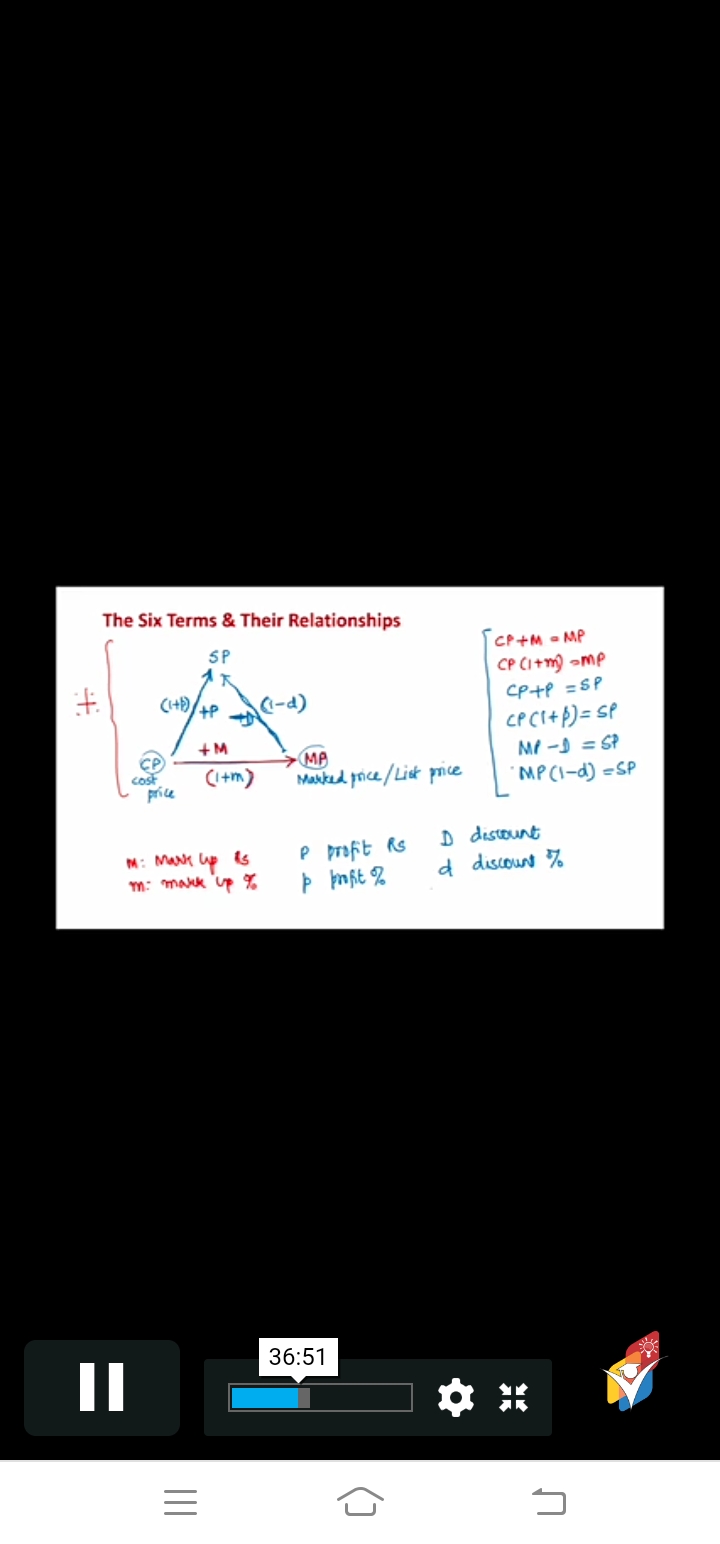 The Six Terms & Their Relationships
SP
(1+p) +P -D (1-d)
+M
CP
MP
cost
price
(1+m)
Marked price/List price
CP+M = MP
CP(1+m) = MP
CP+P = SP
CP(1+p) = SP
MP-D = SP
MP(1-d) = SP
M: Mark up Rs
m: mark up %
P profit Rs
p profit %
D discount
d discount %
36:51